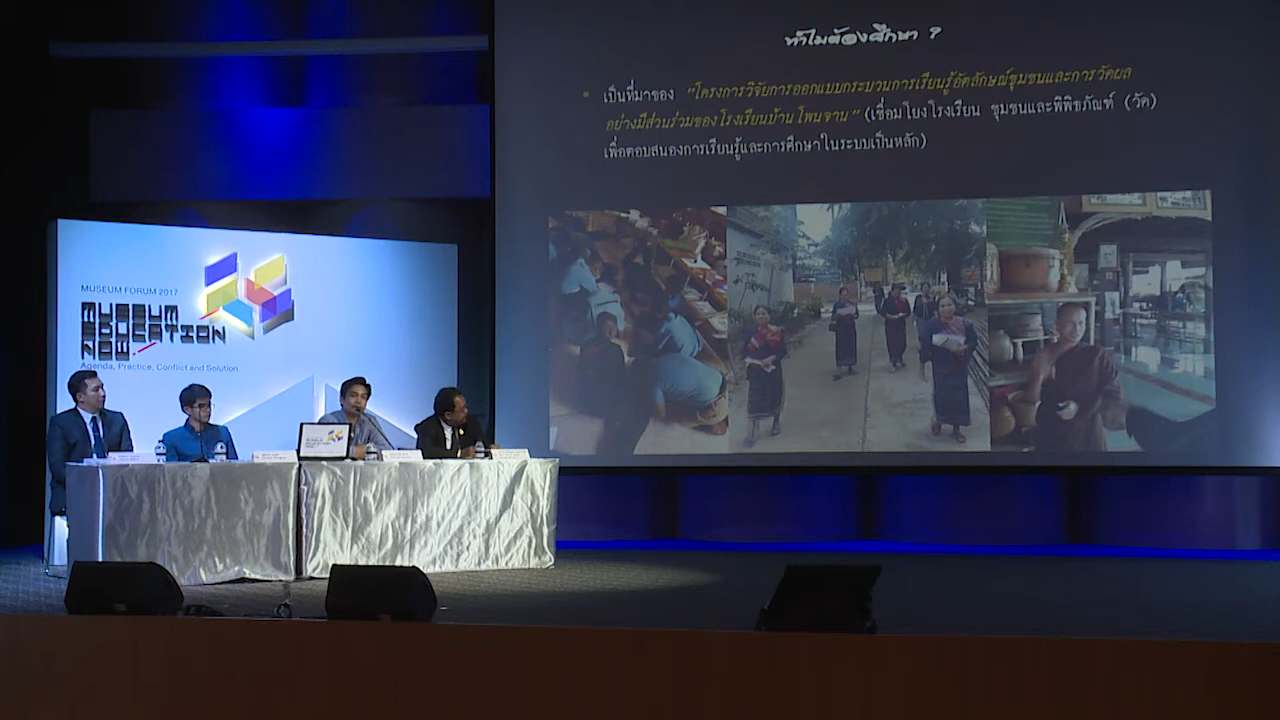 ทำไมต้องศึกษา ?
• เป็นที่มาของ "โครงการวิจัยการออกแบบกระบวนการเรียนรู้อัตลักษณ์ชุมชนและการวัดผล
อย่างมีส่วนร่วมของโรงเรียนบ้านโพนจาน" (เชื่อมโยงโรงเรียน ชุมชนและพิพิธภัณฑ์ (วัด)
เพื่อตอบสนองการเรียนรู้และการศึกษาในระบบเป็นหลัก)
MUSEUM FORUM 2017
MUSEUM
EDUCATION
NOW
Agenda, Practice, Conflict and Solution